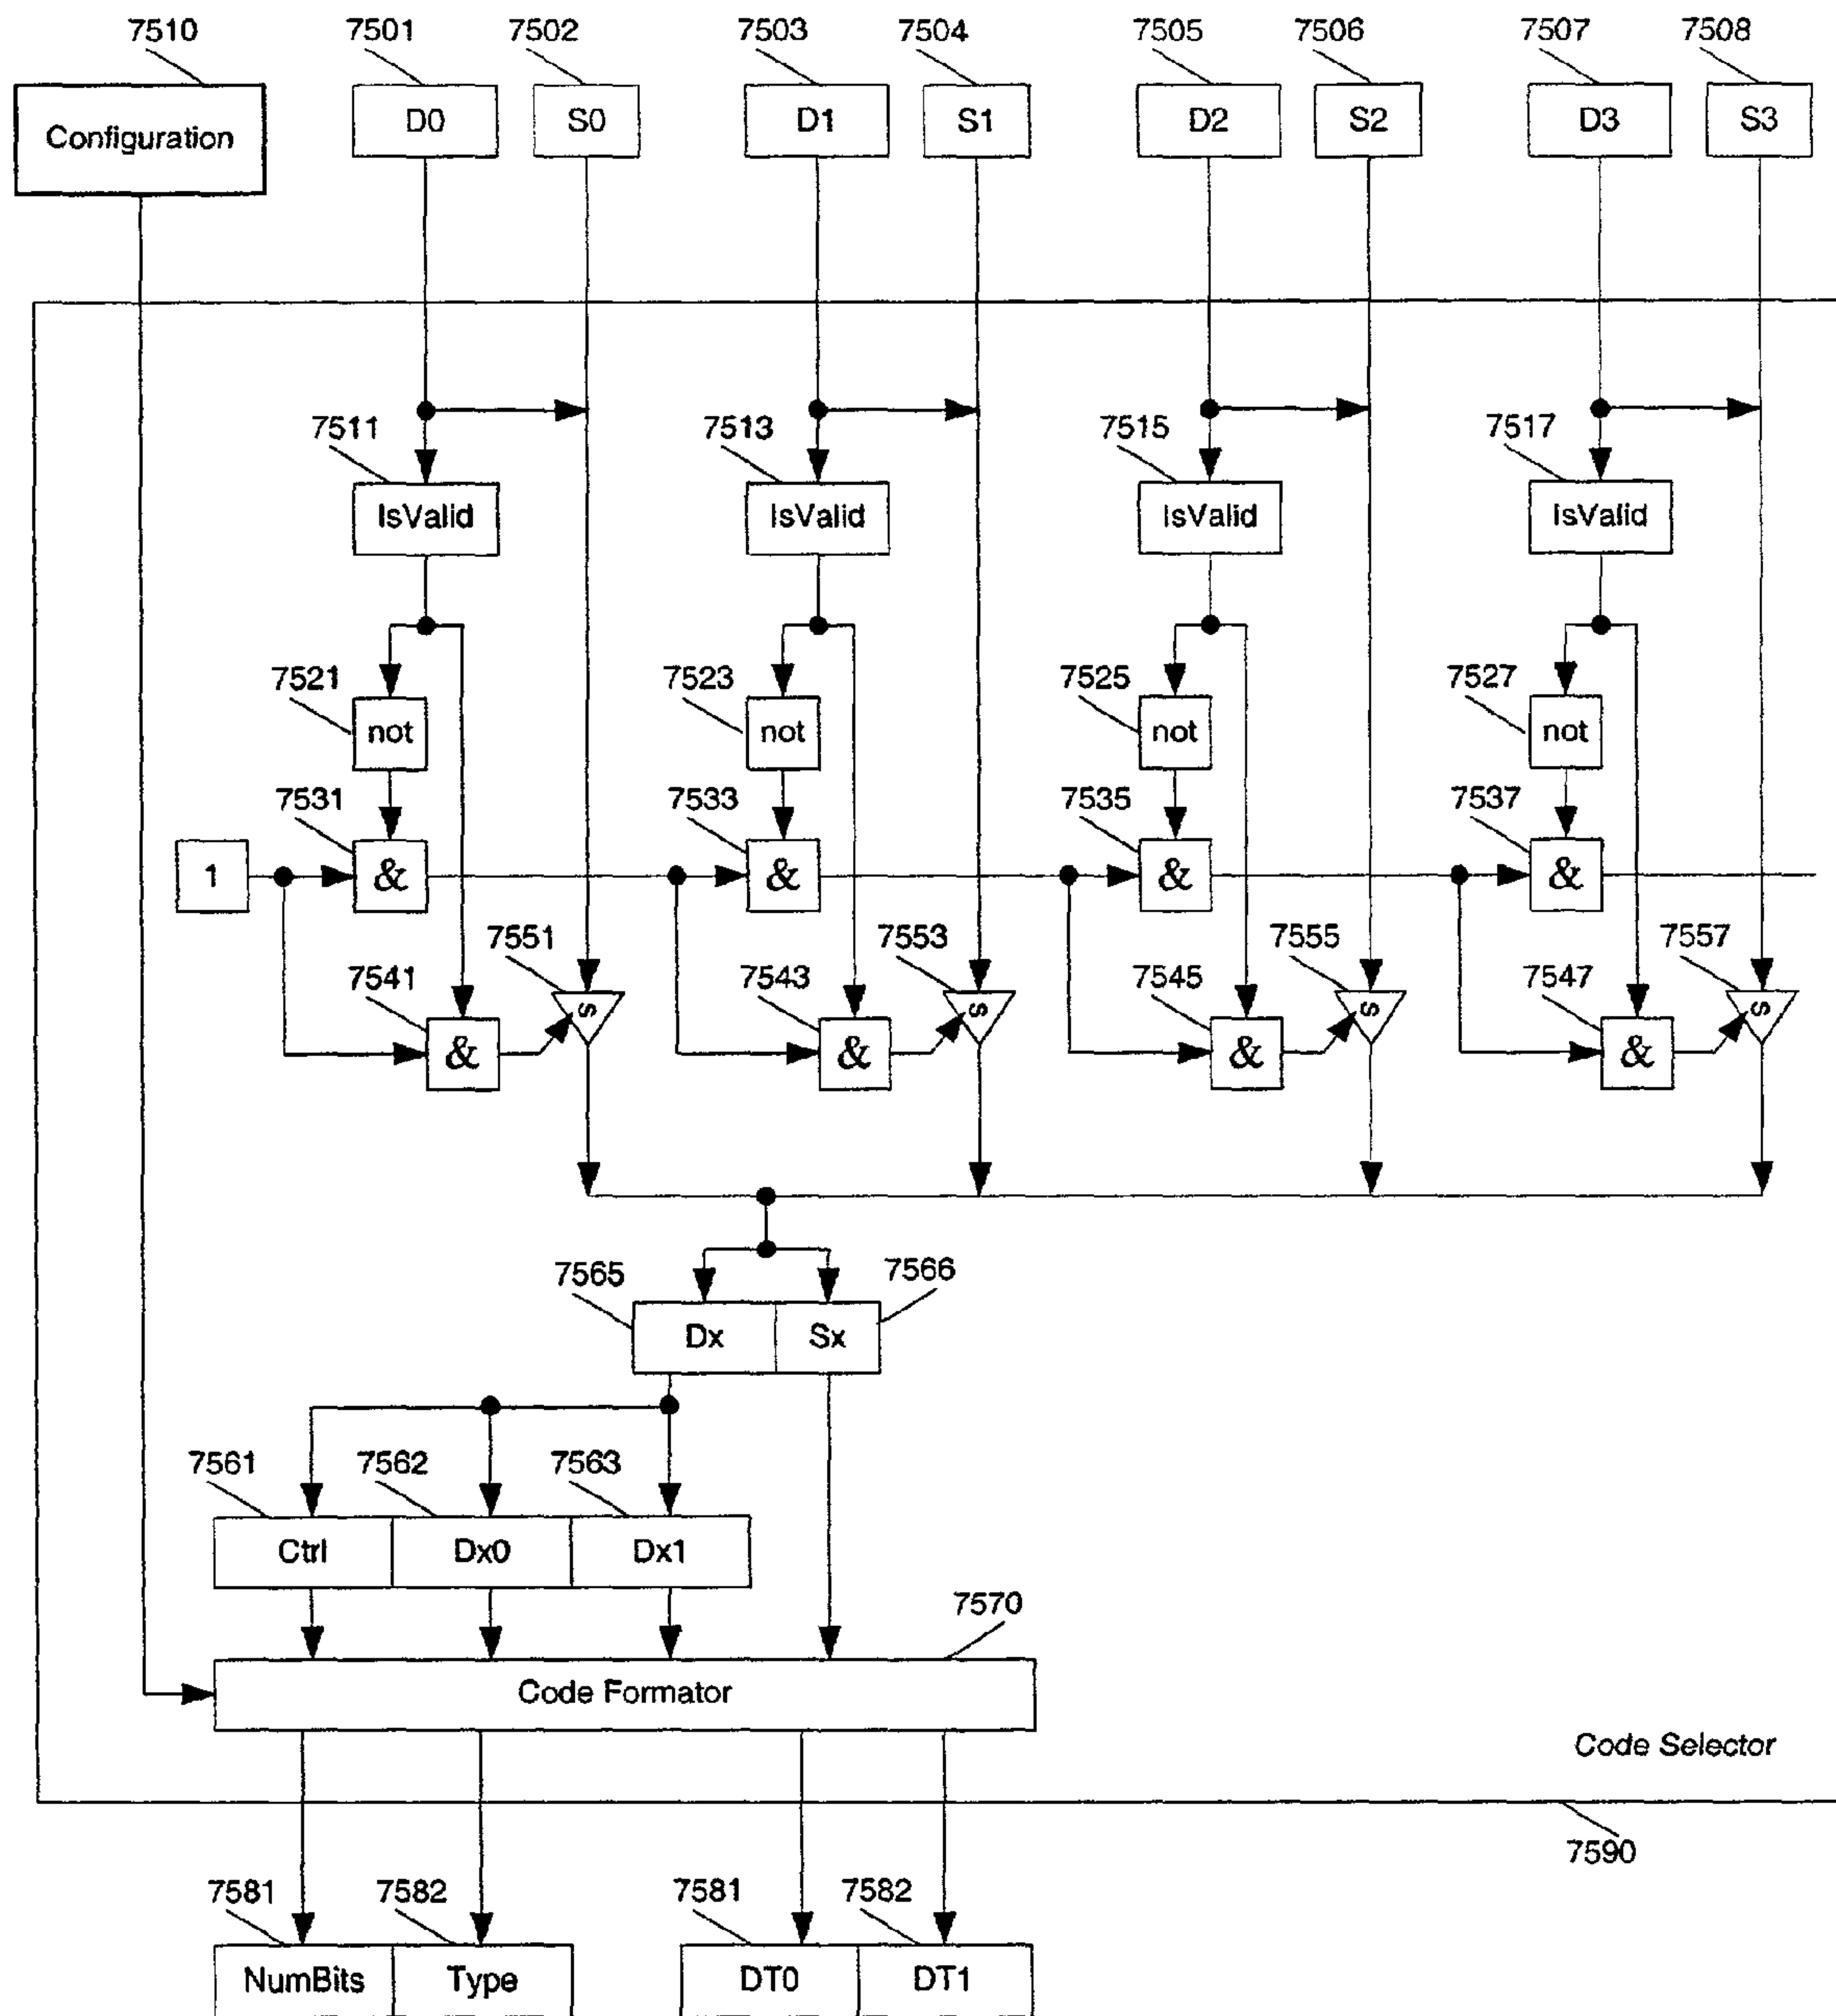 7510 7501 7502 7503 7504 7505 7506 7507 7508
Configuration D0 S0 D1 S1 D2 S2 D3 S3
7511 7513 7515 7517
IsValid IsValid IsValid IsValid
7521 7523 7525 7527
not not not not
7531 7533 7535 7537
1 & & & &
7551 7553 7555 7557
7541 7543 7545 7547
s s s s
& & & &
7565 7566
Dx Sx
7561 7562 7563
Ctrl Dx0 Dx1
7570
Code Formator
Code Selector
7590
7581 7582 7581 7582
NumBits Type DT0 DT1